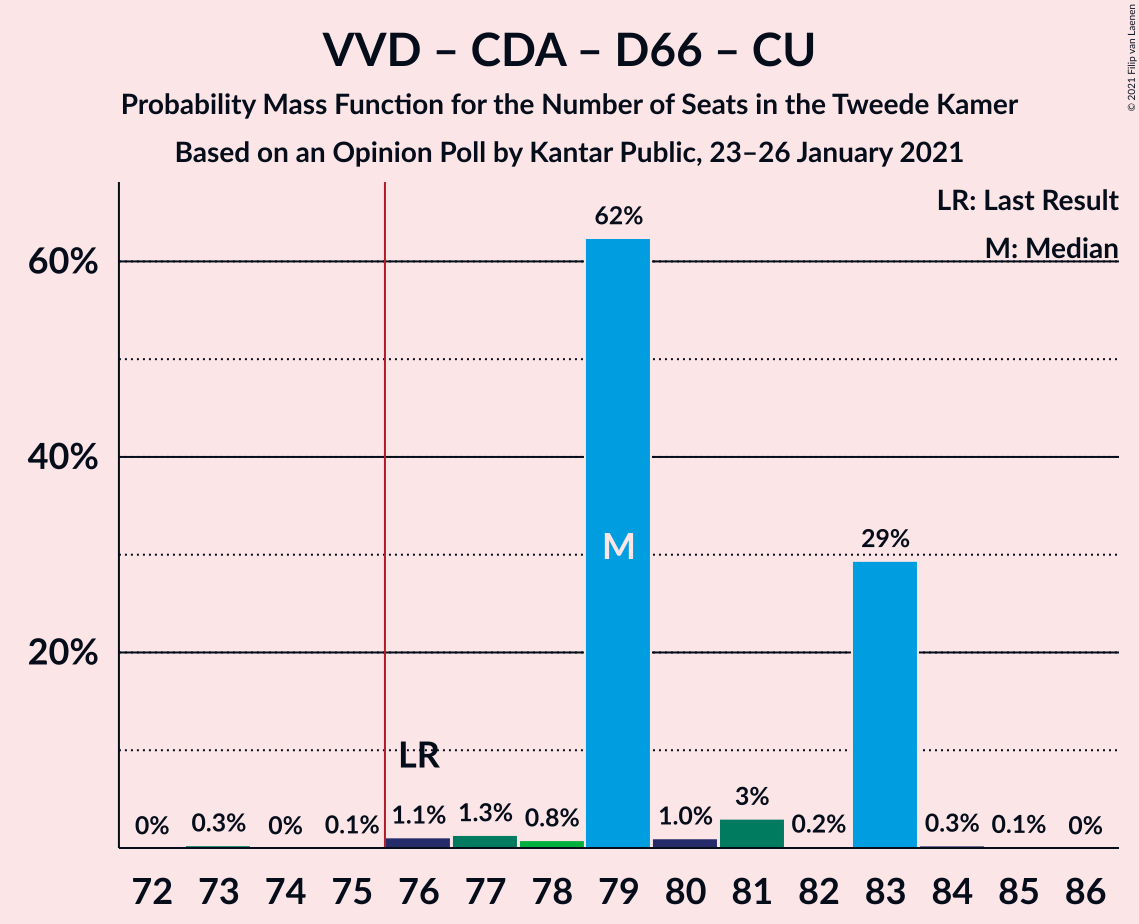 VVD – CDA – D66 – CU
Probability Mass Function for the Number of Seats in the Tweede Kamer
Based on an Opinion Poll by Kantar Public, 23–26 January 2021
© 2021 Filip van Laenen
LR: Last Result
M: Median
60%
40%
20%
0%
0.3%
0%
0.1%
1.1%
1.3%
0.8%
62%
1.0%
3%
0.2%
29%
0.3%
0.1%
0%
LR
M
72 73 74 75 76 77 78 79 80 81 82 83 84 85 86